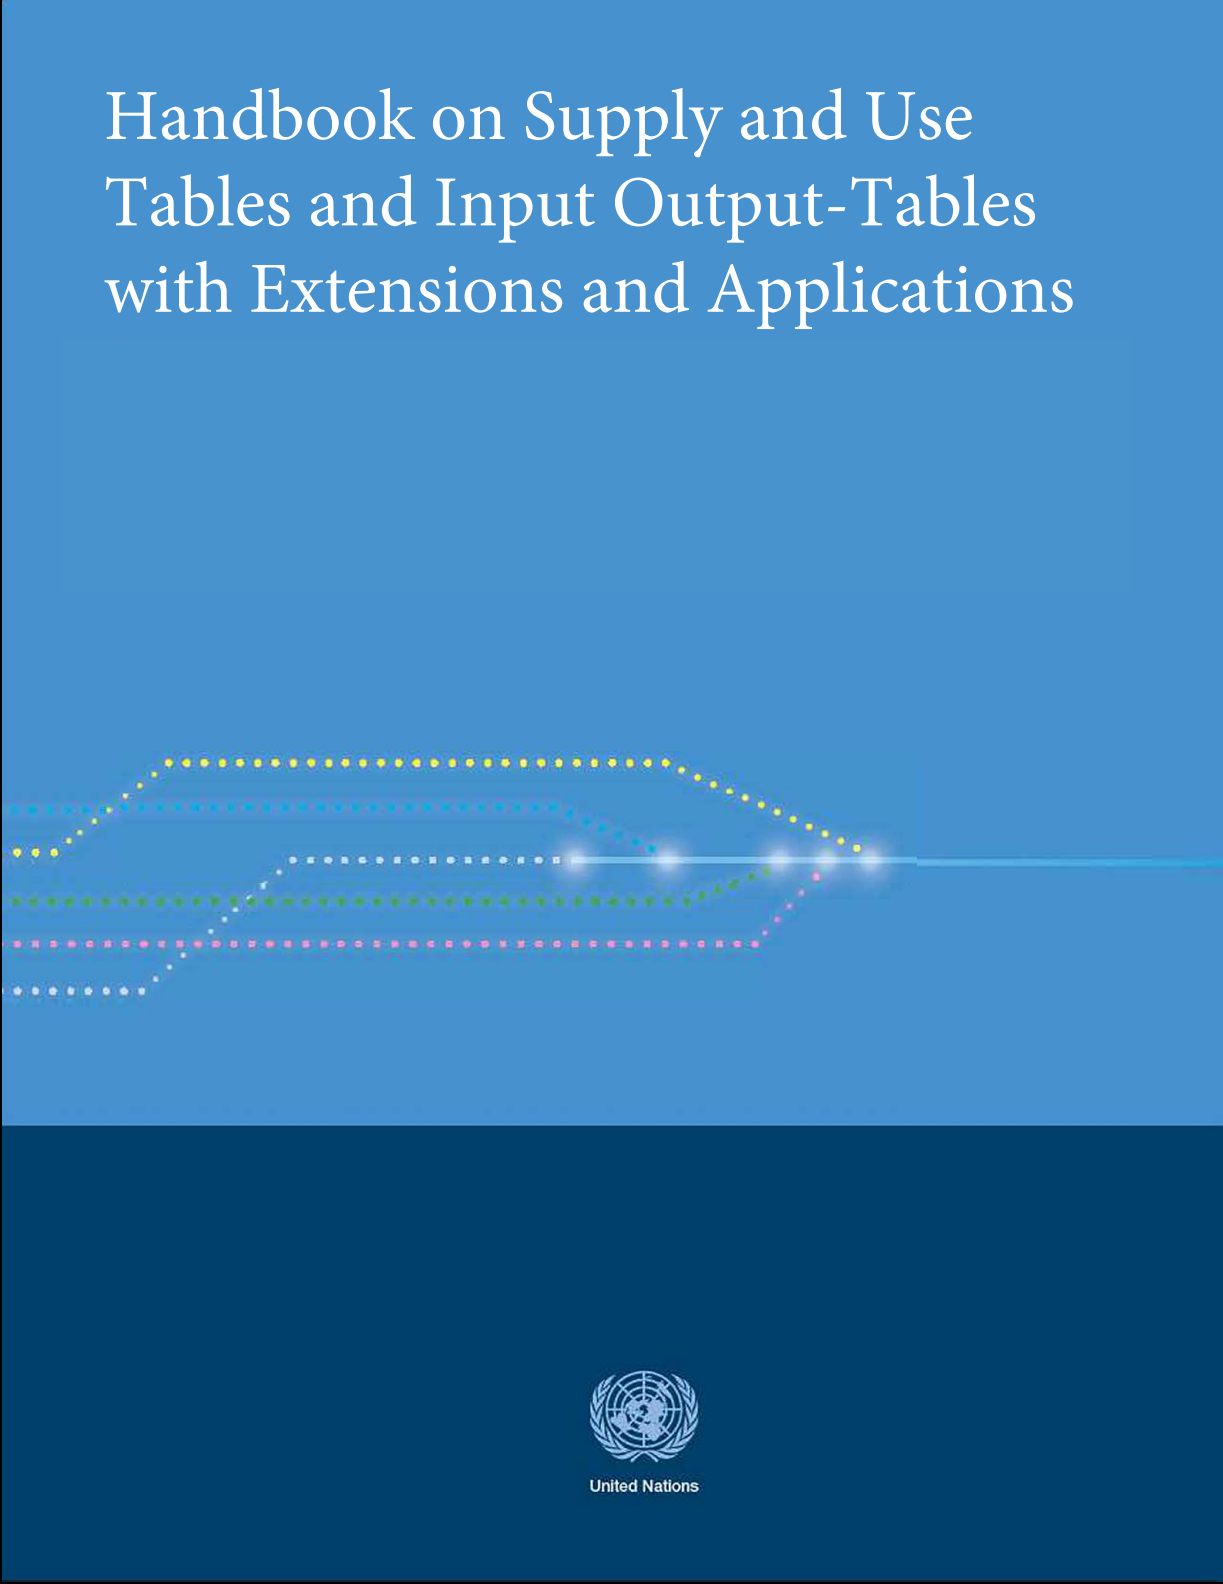 Handbook on Supply and Use
Tables and Input Output-Tables
with Extensions and Applications
United Nations